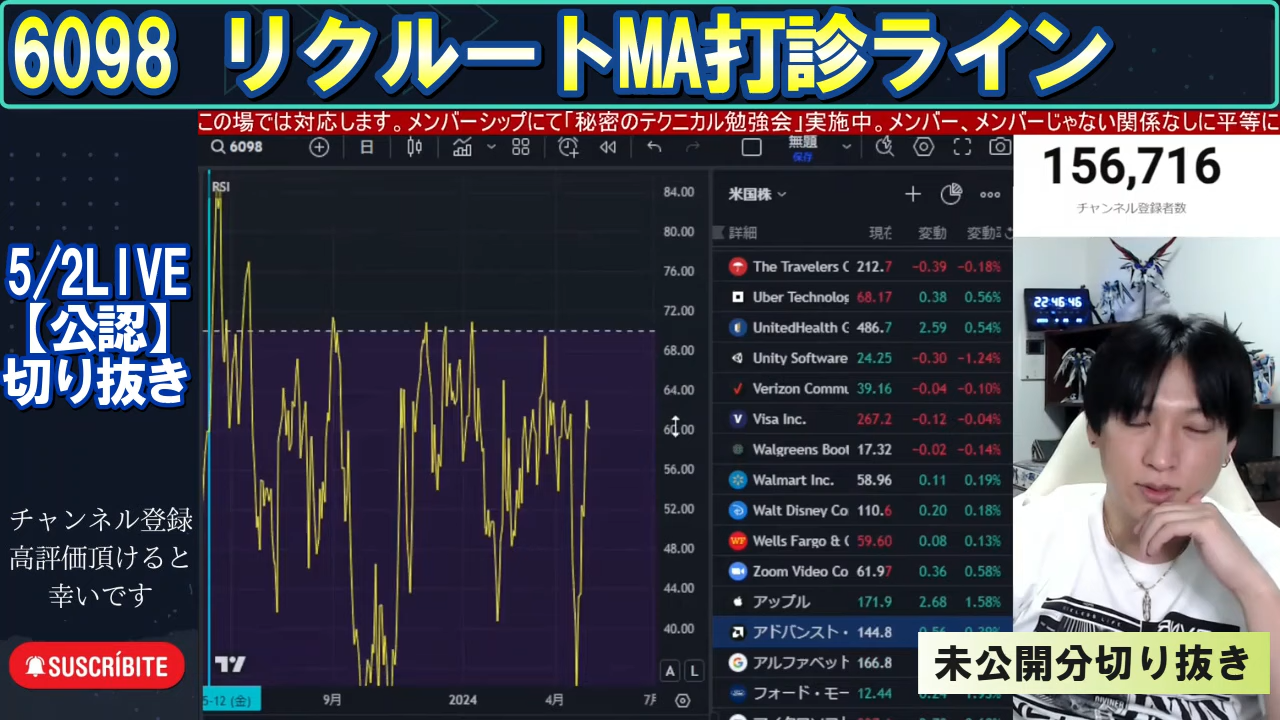 6098 リクルートMA打診ライン
この場では対応します。メンバーシップにて「秘密のテクニカル勉強会」実施中。メンバー、メンバーじゃない関係なしに平等に
5/2LIVE
【公認】
切り抜き
チャンネル登録
高評価頂けると
幸いです
SUSCRÍBITE
6098
日
無題
保存
RSI
84.00
80.00
76.00
72.00
68.00
64.00
60.00
56.00
52.00
48.00
44.00
40.00
A L
5-12 (金)
9月
2024
4月
米国株
詳細 現在 変動 変動
The Travelers C 212.7 −0.39 −0.18%
Uber Technolog 68.17 0.38 0.56%
UnitedHealth G 486.7 2.59 0.54%
Unity Software 24.25 −0.30 −1.24%
Verizon Commu 39.16 −0.04 −0.10%
Visa Inc. 267.2 −0.12 −0.04%
Walgreens Boot 17.32 −0.02 −0.14%
Walmart Inc. 58.96 0.11 0.19%
Walt Disney Co 110.6 0.20 0.18%
Wells Fargo & C 59.60 0.08 0.13%
Zoom Video Co 61.97 0.36 0.58%
アップル 171.9 2.68 1.58%
アドバンスト・ 144.8
アルファベット 166.8
フォード・モー 12.44
156,716
チャンネル登録者数
22:46:46
未公開分切り抜き